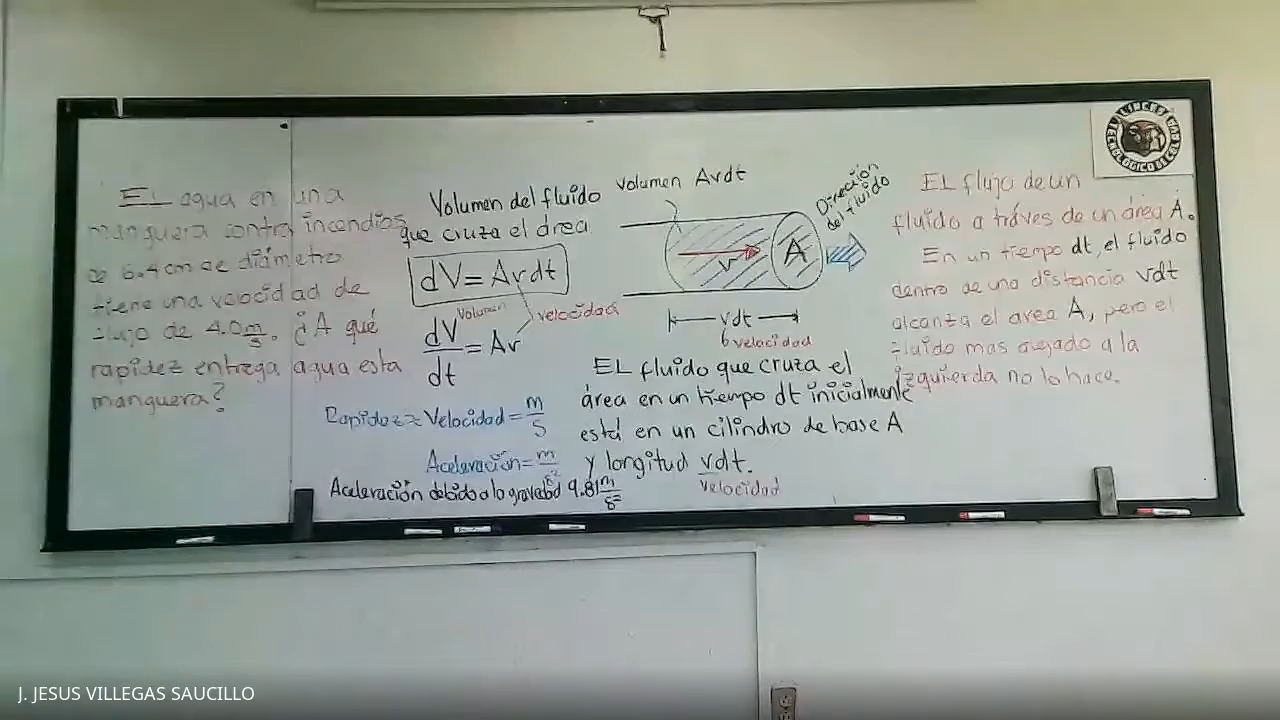 EL agua en una
manguera contra incendios
de 6.4 cm de diámetro
tiene una velocidad de
flujo de 4.0 m/s. ¿A qué
rapidez entrega agua esta
manguera?
Volumen del fluido
que cruza el área
dV = Avdt
Volumen
velocidad
dV/dt = Av
Rapidez ≈ Velocidad = m/s
Aceleración = m/s²
Aceleración debido a la gravedad 9.81 m/s²
Volumen Avdt
Dirección
del fluido
v
A
vdt
velocidad
EL fluido que cruza el
área en un tiempo dt inicialmente
está en un cilindro de base A
y longitud vdt.
velocidad
EL flujo de un
fluido a tráves de un área A.
En un tiempo dt, el fluido
dentro de una distancia vdt
alcanza el area A, pero el
fluido mas alejado a la
izquierda no lo hace.
LINCES
TECNOLÓGICO DE
J. JESUS VILLEGAS SAUCILLO